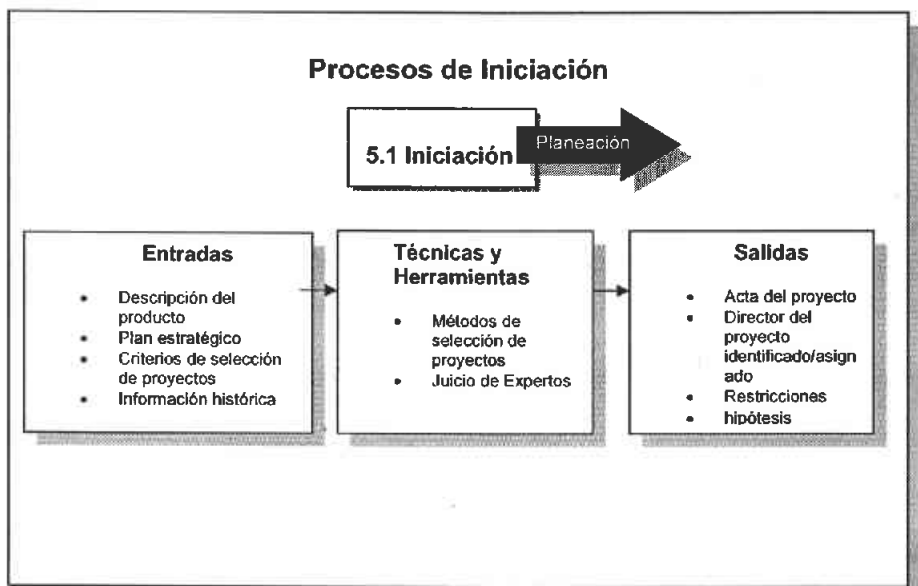 Procesos de Iniciación
5.1 Iniciación
Planeación
Entradas
• Descripción del
producto
• Plan estratégico
• Criterios de selección
de proyectos
• Información histórica
Técnicas y
Herramientas
• Métodos de
selección de
proyectos
• Juicio de Expertos
Salidas
• Acta del proyecto
• Director del
proyecto
identificado/asign
ado
• Restricciones
• hipótesis